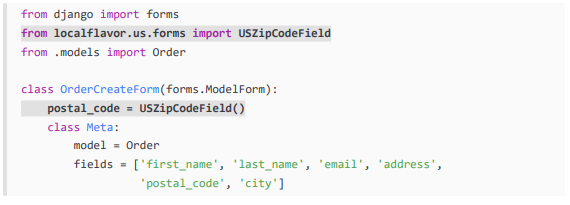 from django import forms
from localflavor.us.forms import USZipCodeField
from .models import Order

class OrderCreateForm(forms.ModelForm):
    postal_code = USZipCodeField()
    class Meta:
        model = Order
        fields = ['first_name', 'last_name', 'email', 'address',
                  'postal_code', 'city']